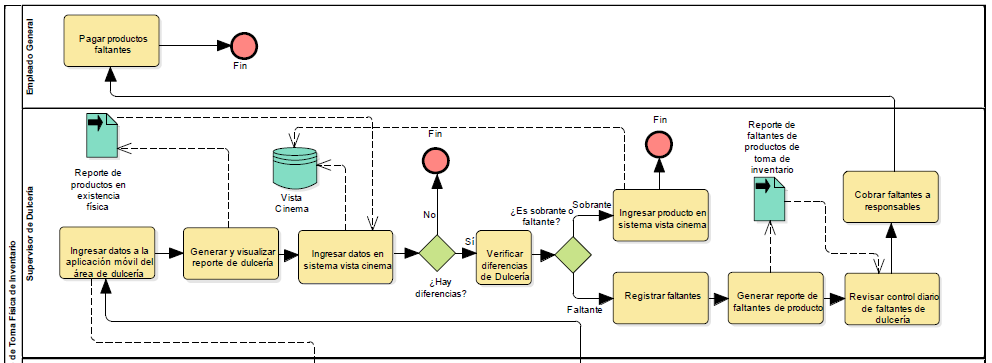 de Toma Física de Inventario
Empleado General
Pagar productos
faltantes
Fin
Supervisor de Dulcería
Reporte de
productos en
existencia
física
Vista
Cinema
Fin
Fin
Reporte de
faltantes de
productos de
toma de
inventario
Ingresar datos a la
aplicación móvil del
área de dulcería
Generar y visualizar
reporte de dulcería
Ingresar datos en
sistema vista cinema
No
Sí
¿Hay
diferencias?
Verificar
diferencias
de Dulcería
¿Es sobrante o
faltante?
Sobrante
Faltante
Ingresar producto en
sistema vista cinema
Registrar faltantes
Generar reporte de
faltantes de producto
Revisar control diario
de faltantes de
dulcería
Cobrar faltantes a
responsables